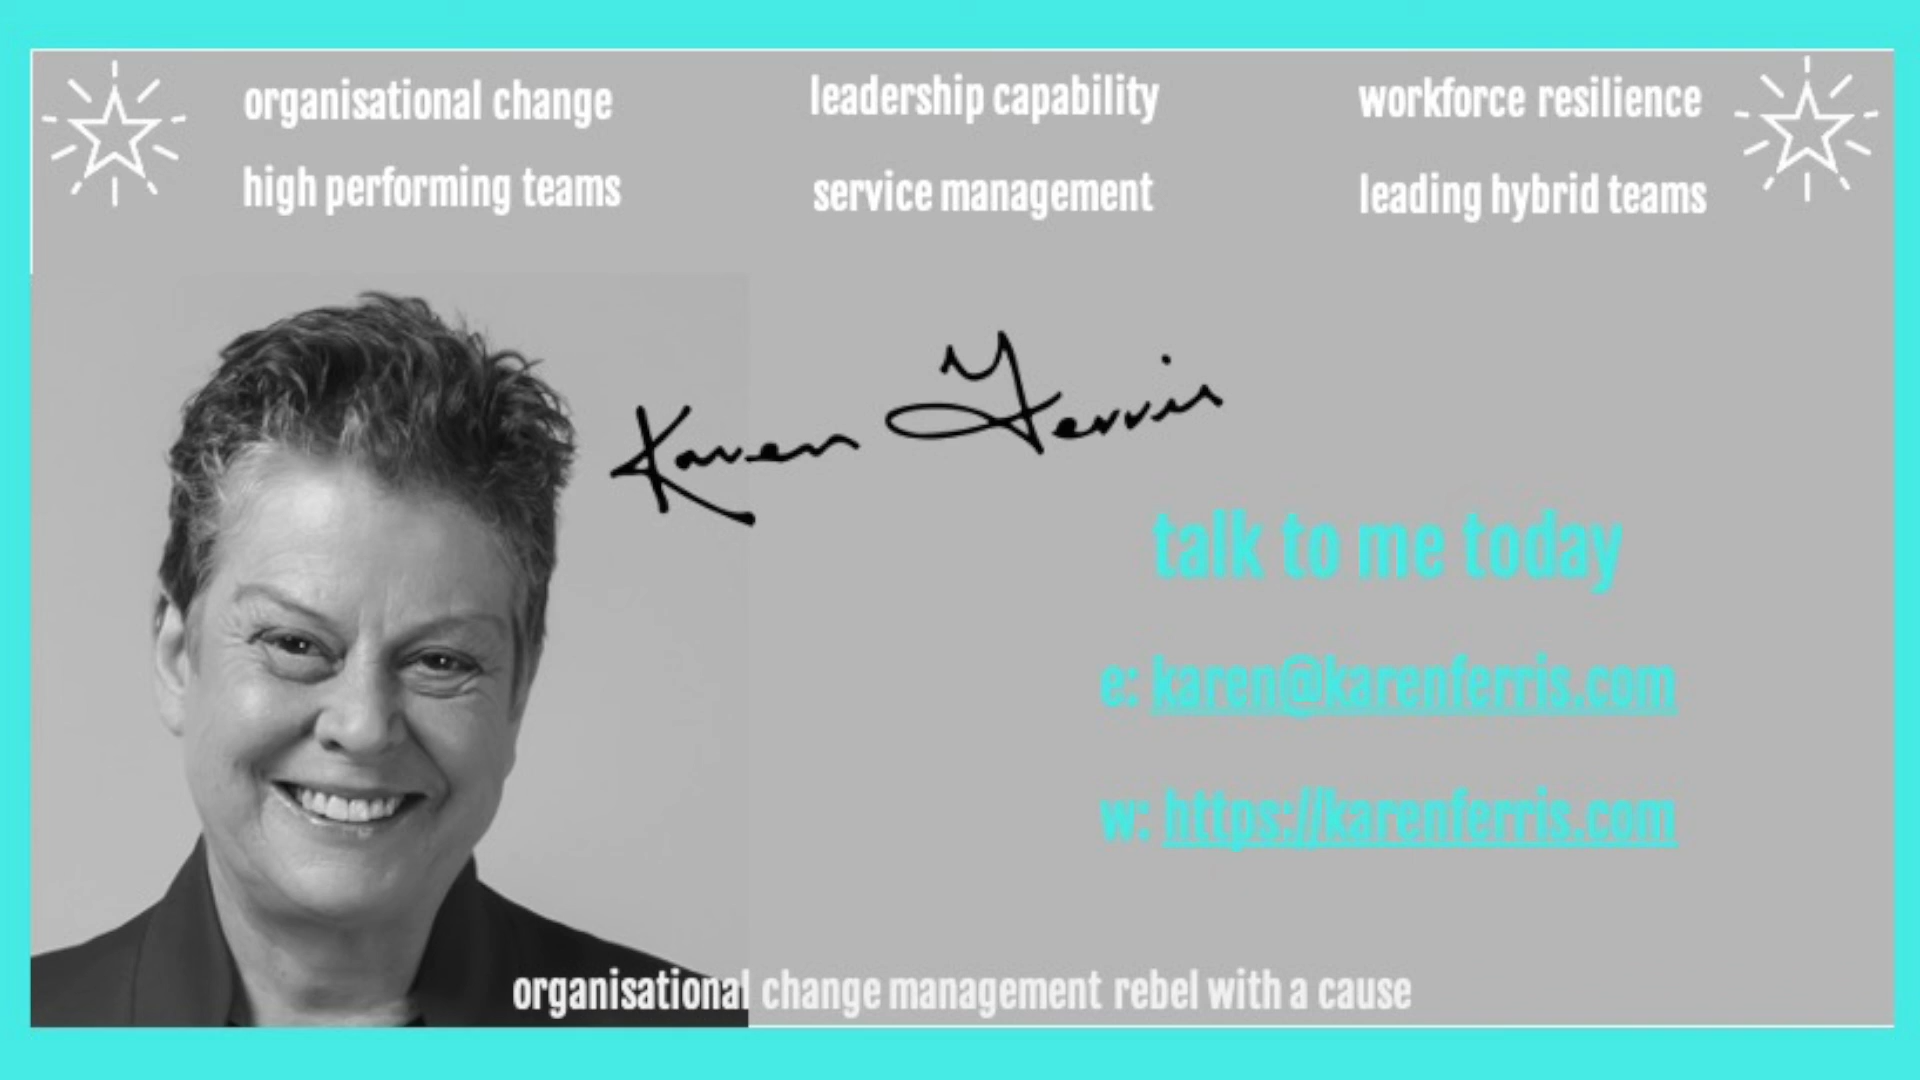 organisational change
leadership capability
workforce resilience
high performing teams
service management
leading hybrid teams
Karen Ferris
talk to me today
e: karen@karenferris.com
w: https://karenferris.com
organisational change management rebel with a cause